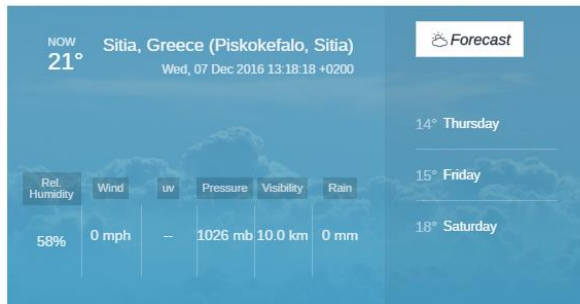 NOW
21°
Sitia, Greece (Piskokefalo, Sitia)
Wed, 07 Dec 2016 13:18:18 +0200
Rel. Humidity
Wind
uv
Pressure
Visibility
Rain
58%
0 mph
--
1026 mb
10.0 km
0 mm
Forecast
14° Thursday
15° Friday
18° Saturday